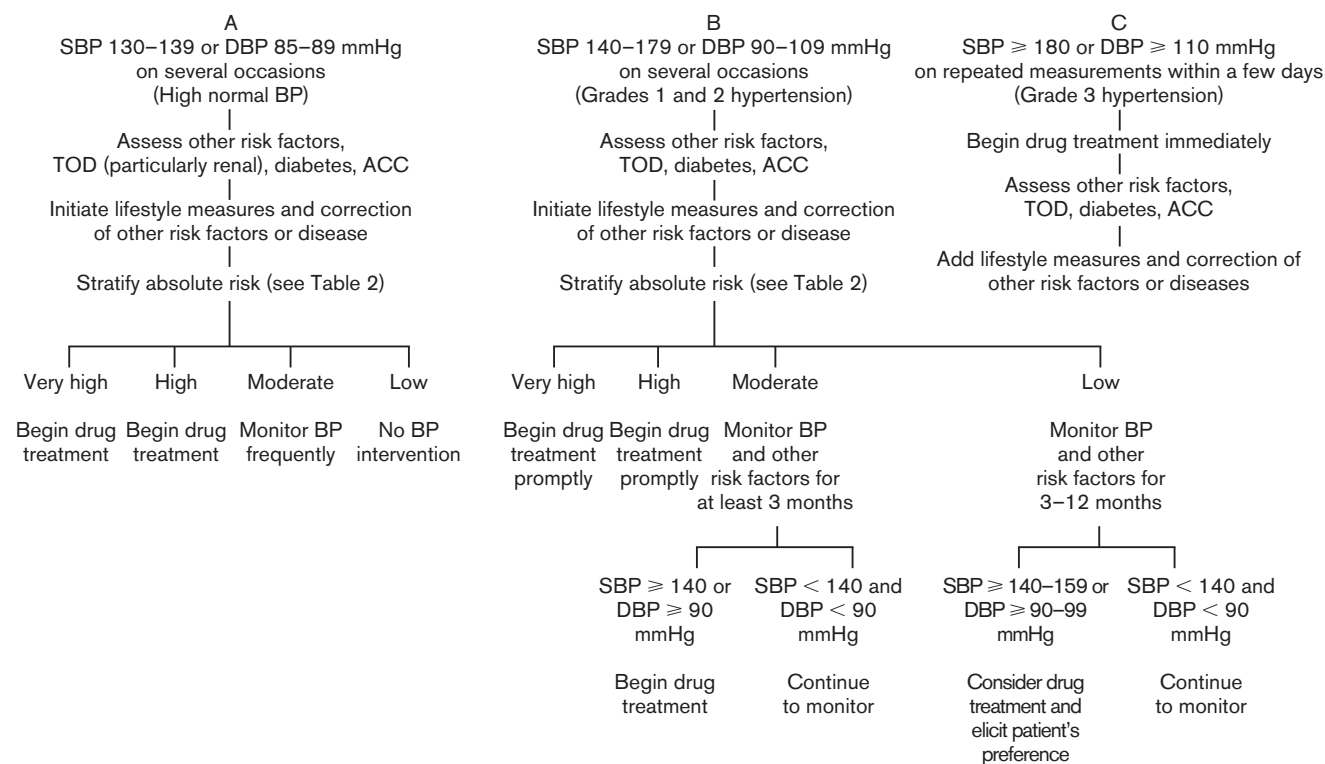 A
SBP 130–139 or DBP 85–89 mmHg
on several occasions
(High normal BP)
Assess other risk factors,
TOD (particularly renal), diabetes, ACC
Initiate lifestyle measures and correction
of other risk factors or disease
Stratify absolute risk (see Table 2)
Very high
Begin drug
treatment
High
Begin drug
treatment
Moderate
Monitor BP
frequently
Low
No BP
intervention
B
SBP 140–179 or DBP 90–109 mmHg
on several occasions
(Grades 1 and 2 hypertension)
Assess other risk factors,
TOD, diabetes, ACC
Initiate lifestyle measures and correction
of other risk factors or disease
Stratify absolute risk (see Table 2)
Very high
Begin drug
treatment
promptly
High
Begin drug
treatment
promptly
Moderate
Monitor BP
and other
risk factors for
at least 3 months
SBP ⩾ 140 or
DBP ⩾ 90
mmHg
Begin drug
treatment
SBP < 140 and
DBP < 90
mmHg
Continue
to monitor
Low
Monitor BP
and other
risk factors for
3–12 months
SBP ⩾ 140–159 or
DBP ⩾ 90–99
mmHg
Consider drug
treatment and
elicit patient's
preference
SBP < 140 and
DBP < 90
mmHg
Continue
to monitor
C
SBP ⩾ 180 or DBP ⩾ 110 mmHg
on repeated measurements within a few days
(Grade 3 hypertension)
Begin drug treatment immediately
Assess other risk factors,
TOD, diabetes, ACC
Add lifestyle measures and correction of
other risk factors or diseases